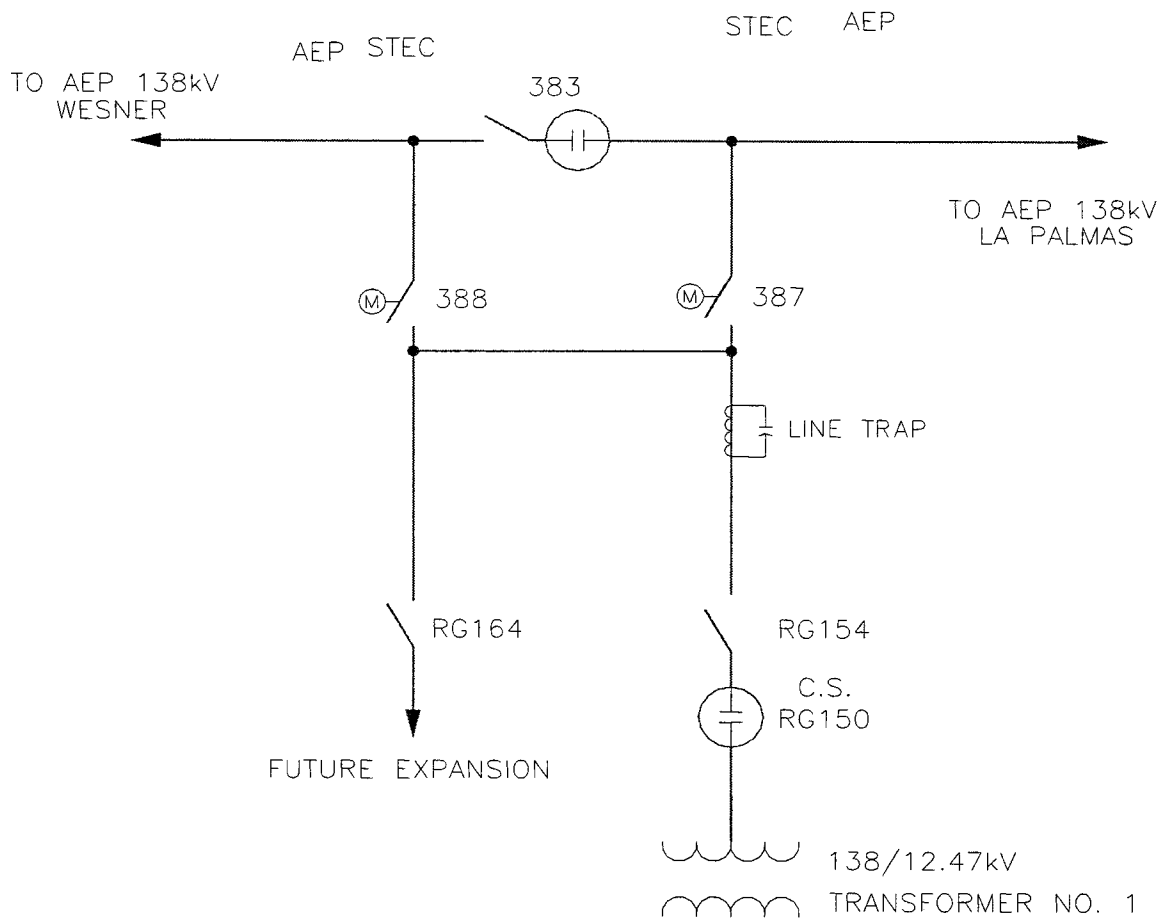 AEP STEC
STEC AEP
TO AEP 138kV
WESNER
383
TO AEP 138kV
LA PALMAS
M 388
M 387
LINE TRAP
RG164
RG154
C.S.
RG150
FUTURE EXPANSION
138/12.47kV
TRANSFORMER NO. 1